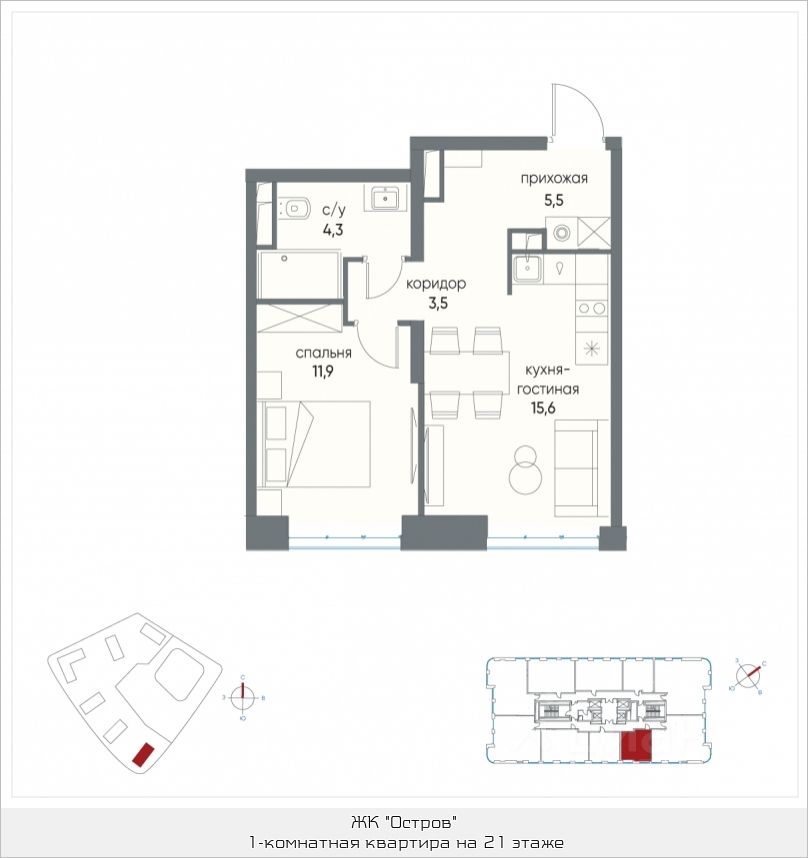 прихожая
5,5
с/у
4,3
коридор
3,5
спальня
11,9
кухня-
гостиная
15,6
С
З
В
Ю
З
С
Ю
В
ЖК "Остров"
1-комнатная квартира на 21 этаже